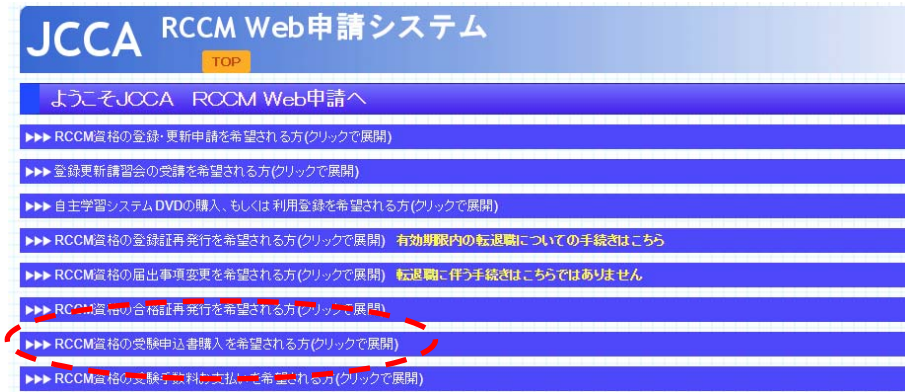 JCCA RCCM Web申請システム
TOP
ようこそJCCA　RCCM Web申請へ
▶▶▶ RCCM資格の登録・更新申請を希望される方(クリックで展開)
▶▶▶ 登録更新講習会の受講を希望される方(クリックで展開)
▶▶▶ 自主学習システムDVDの購入、もしくは利用登録を希望される方(クリックで展開)
▶▶▶ RCCM資格の登録証再発行を希望される方(クリックで展開) 有効期限内の転退職についての手続きはこちら
▶▶▶ RCCM資格の届出事項変更を希望される方(クリックで展開) 転退職に伴う手続きはこちらではありません
▶▶▶ RCCM資格の合格証再発行を希望される方(クリックで展開)
▶▶▶ RCCM資格の受験申込書購入を希望される方(クリックで展開)
▶▶▶ RCCM資格の受験手数料お支払いを希望される方(クリックで展開)